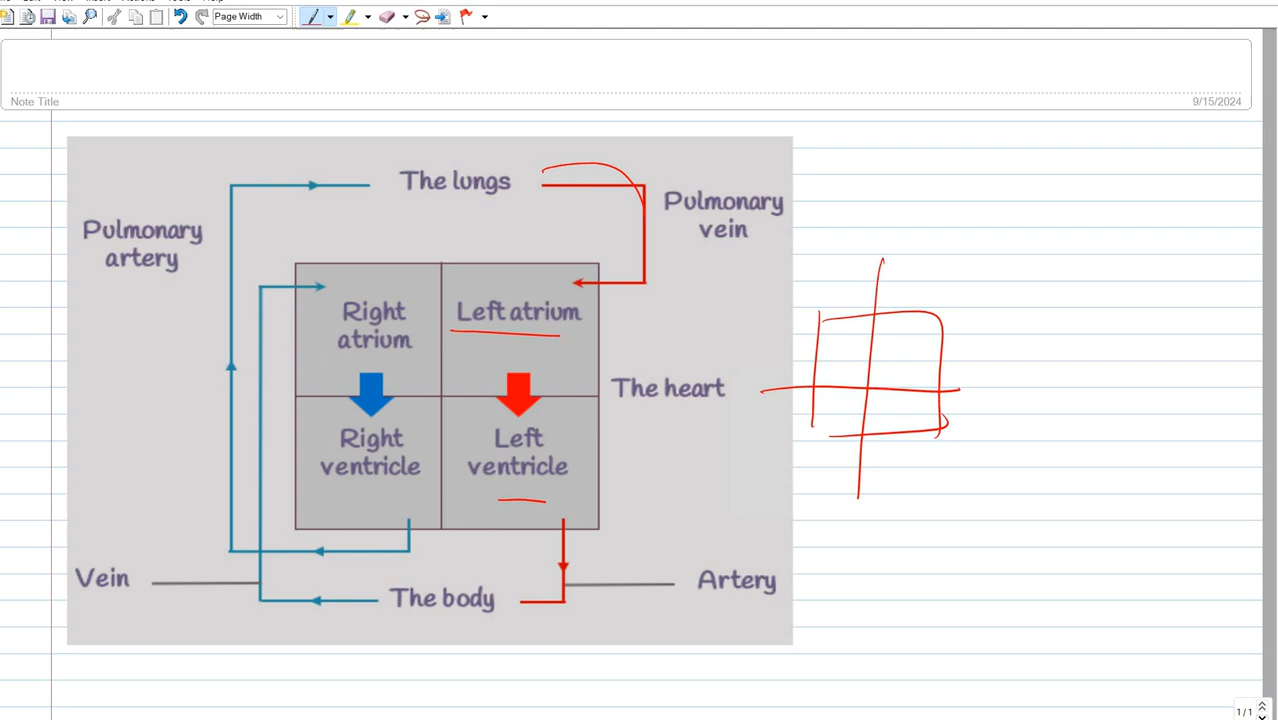 Page Width
Note Title
9/15/2024
The lungs
Pulmonary
vein
Pulmonary
artery
Right
atrium
Left atrium
The heart
Right
ventricle
Left
ventricle
Vein
The body
Artery
1/1